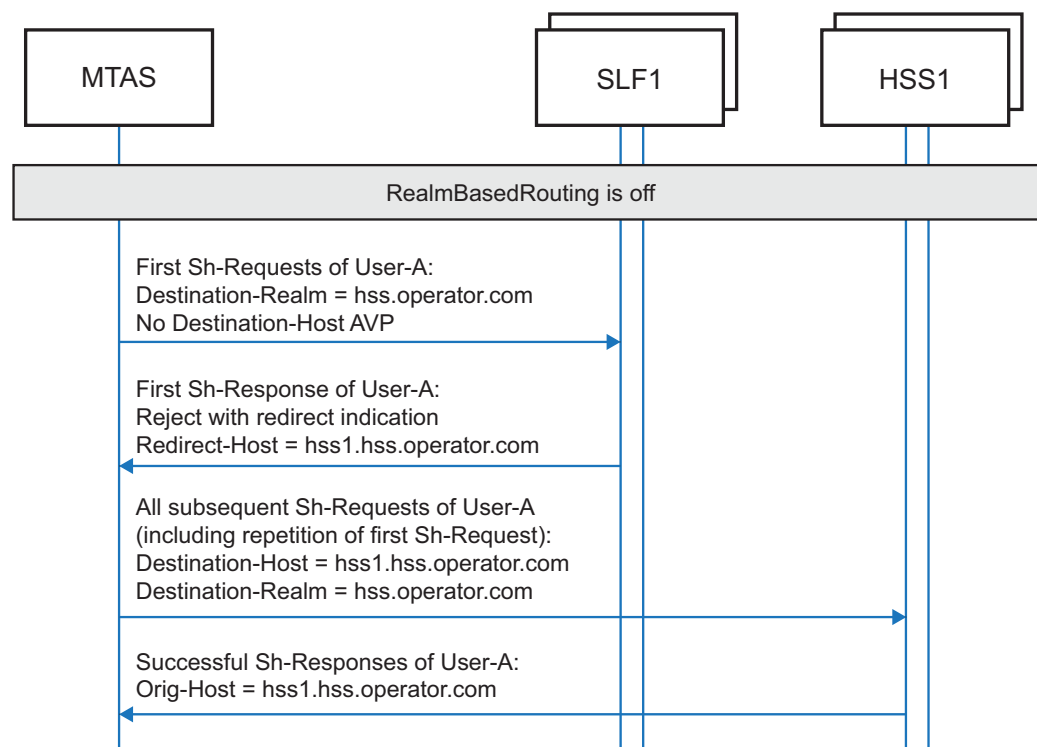 MTAS
SLF1
HSS1
RealmBasedRouting is off
First Sh-Requests of User-A:
Destination-Realm = hss.operator.com
No Destination-Host AVP
First Sh-Response of User-A:
Reject with redirect indication
Redirect-Host = hss1.hss.operator.com
All subsequent Sh-Requests of User-A
(including repetition of first Sh-Request):
Destination-Host = hss1.hss.operator.com
Destination-Realm = hss.operator.com
Successful Sh-Responses of User-A:
Orig-Host = hss1.hss.operator.com